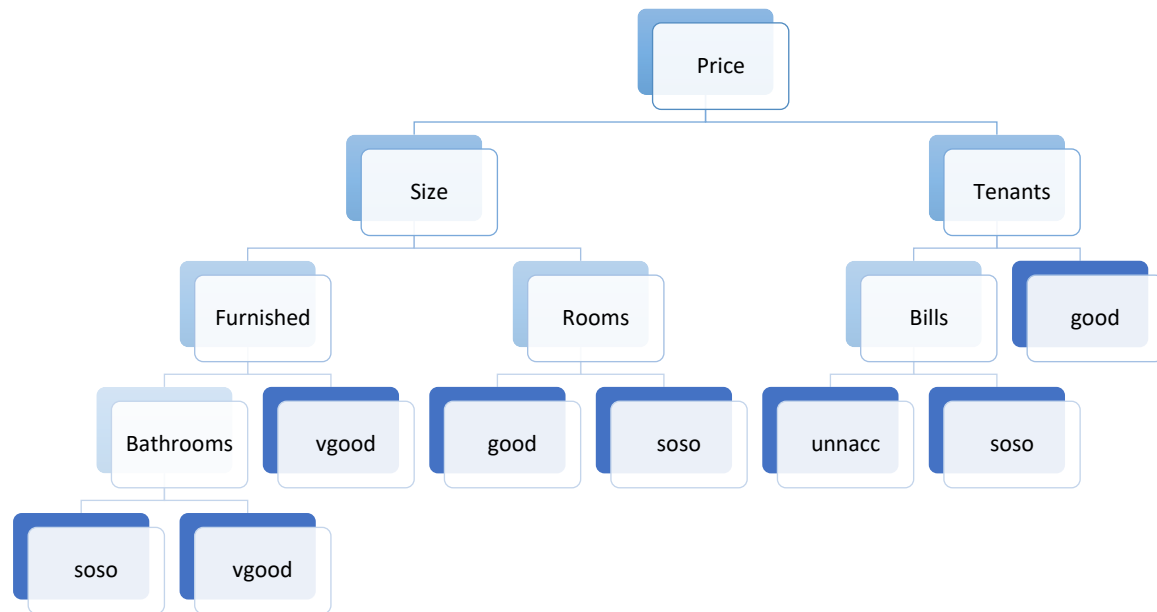 Price
Size
Tenants
Furnished
Rooms
Bills
good
Bathrooms
vgood
good
soso
unnacc
soso
soso
vgood